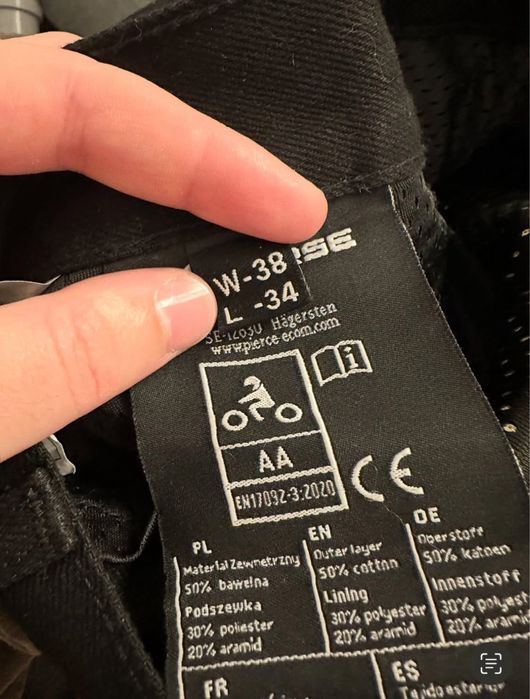 W-38
L -34
Hägersten
www.pierce-ecom.com
i
AA
EN17092-3:2020
CE
PL
Materiał Zewnetrzny
50% bawełna
Podszewka
30% poliester
20% aramid
EN
Outer layer
50% cotton
Lining
30% polyester
20% aramid
DE
Oberstoff
50% katoen
Innenstoff
30% polyest
20% aramid
FR
ES